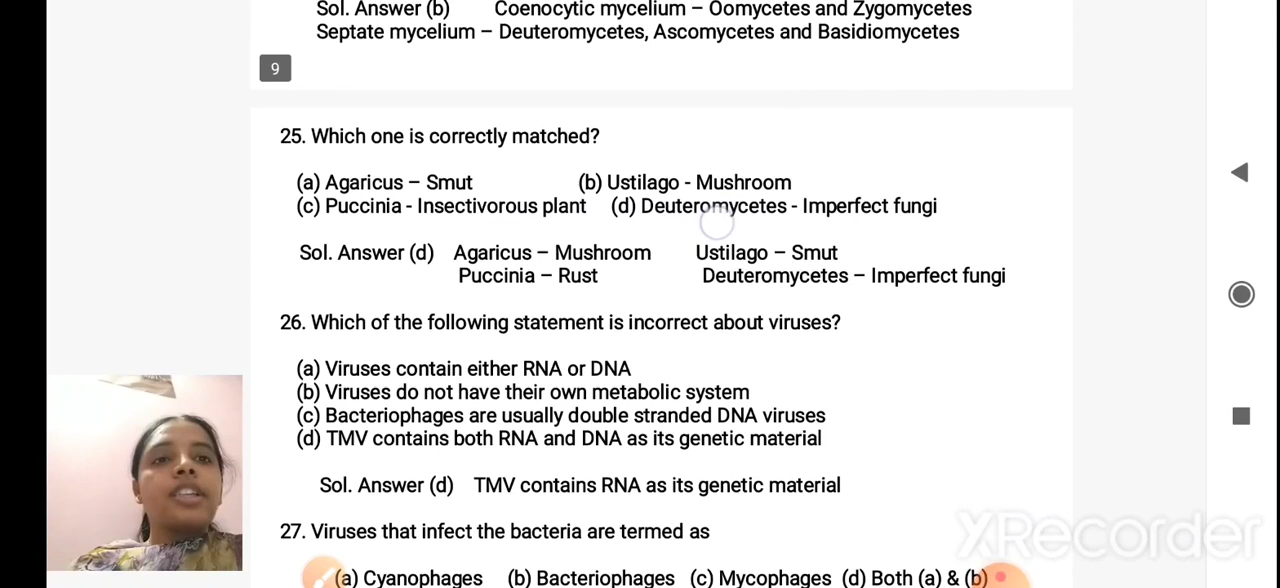 Sol. Answer (b) Coenocytic mycelium – Oomycetes and Zygomycetes
Septate mycelium – Deuteromycetes, Ascomycetes and Basidiomycetes
9
25. Which one is correctly matched?
(a) Agaricus – Smut (b) Ustilago - Mushroom
(c) Puccinia - Insectivorous plant (d) Deuteromycetes - Imperfect fungi
Sol. Answer (d) Agaricus – Mushroom Ustilago – Smut
Puccinia – Rust Deuteromycetes – Imperfect fungi
26. Which of the following statement is incorrect about viruses?
(a) Viruses contain either RNA or DNA
(b) Viruses do not have their own metabolic system
(c) Bacteriophages are usually double stranded DNA viruses
(d) TMV contains both RNA and DNA as its genetic material
Sol. Answer (d) TMV contains RNA as its genetic material
27. Viruses that infect the bacteria are termed as
(a) Cyanophages (b) Bacteriophages (c) Mycophages (d) Both (a) & (b)
XRecorder